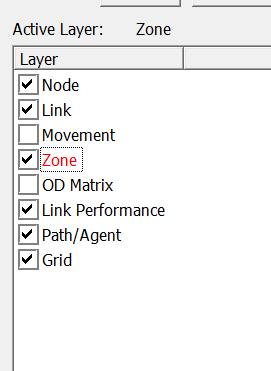 Active Layer: Zone
Layer
Node
Link
Movement
Zone
OD Matrix
Link Performance
Path/Agent
Grid